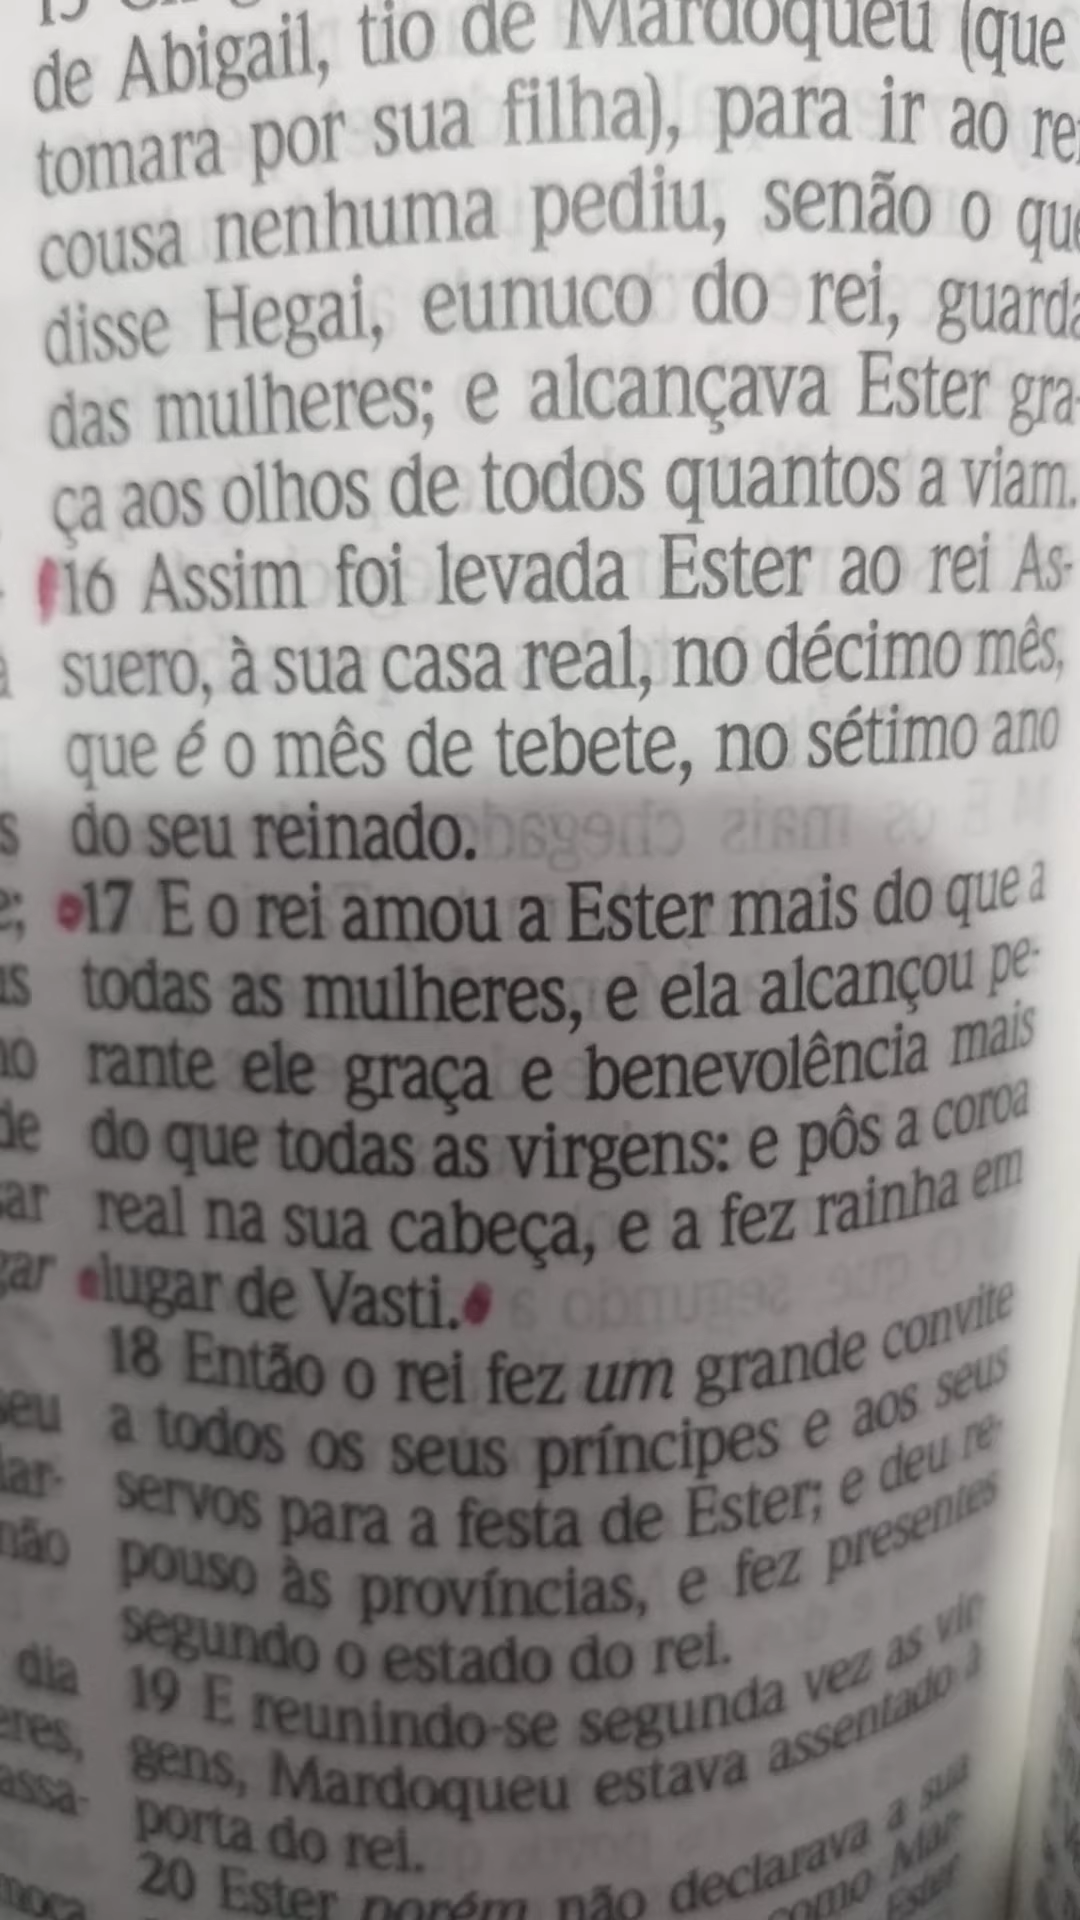 de Abigail, tio de Mardoqueu (que
tomara por sua filha), para ir ao rei
cousa nenhuma pediu, senão o que
disse Hegai, eunuco do rei, guarda
das mulheres; e alcançava Ester gra-
ça aos olhos de todos quantos a viam.
16 Assim foi levada Ester ao rei As-
suero, à sua casa real, no décimo mês,
que é o mês de tebete, no sétimo ano
do seu reinado.
17 E o rei amou a Ester mais do que a
todas as mulheres, e ela alcançou pe-
rante ele graça e benevolência mais
do que todas as virgens: e pôs a coroa
real na sua cabeça, e a fez rainha em
lugar de Vasti.
18 Então o rei fez um grande convite
a todos os seus príncipes e aos seus
servos para a festa de Ester; e deu re-
pouso às províncias, e fez presentes
segundo o estado do rei.
19 E reunindo-se segunda vez as vir-
gens, Mardoqueu estava assentado à
porta do rei.
20 Ester porém não declarava a sua
como Mar-
Ester